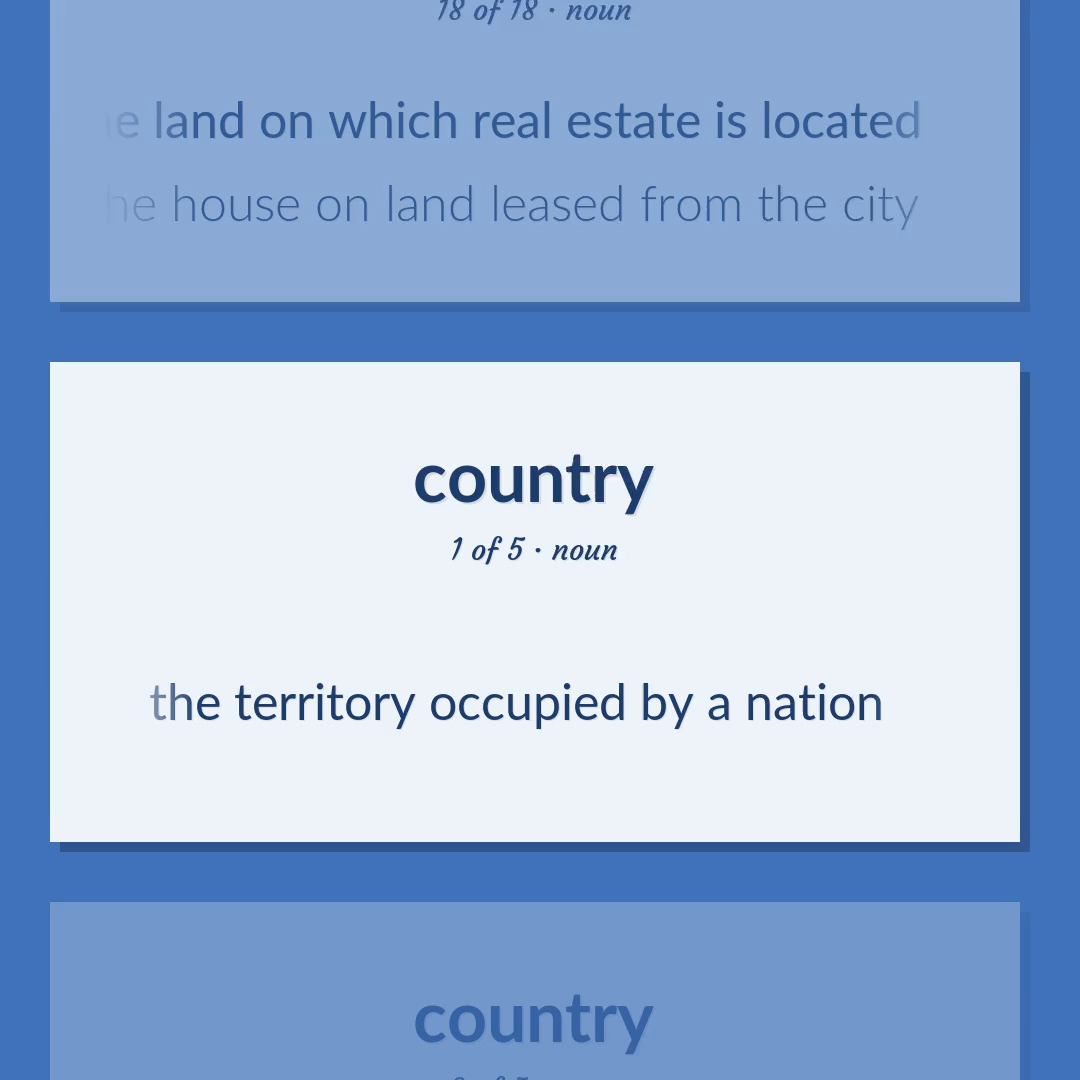 18 of 18 · noun
land on which real estate is located
house on land leased from the city
country
1 of 5 · noun
the territory occupied by a nation
country